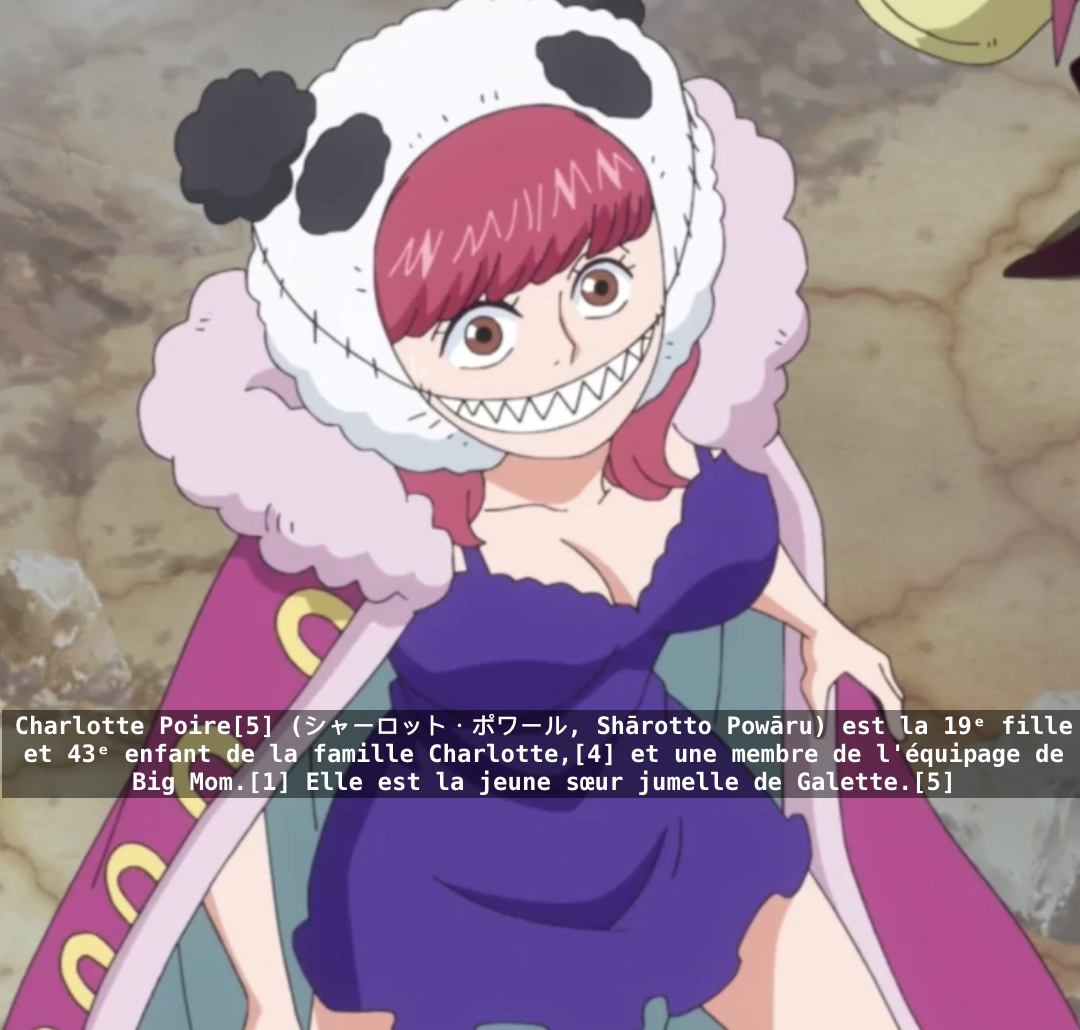 Charlotte Poire[5] (シャーロット・ポワール, Shārotto Powāru) est la 19ᵉ fille
et 43ᵉ enfant de la famille Charlotte,[4] et une membre de l'équipage de
Big Mom.[1] Elle est la jeune sœur jumelle de Galette.[5]